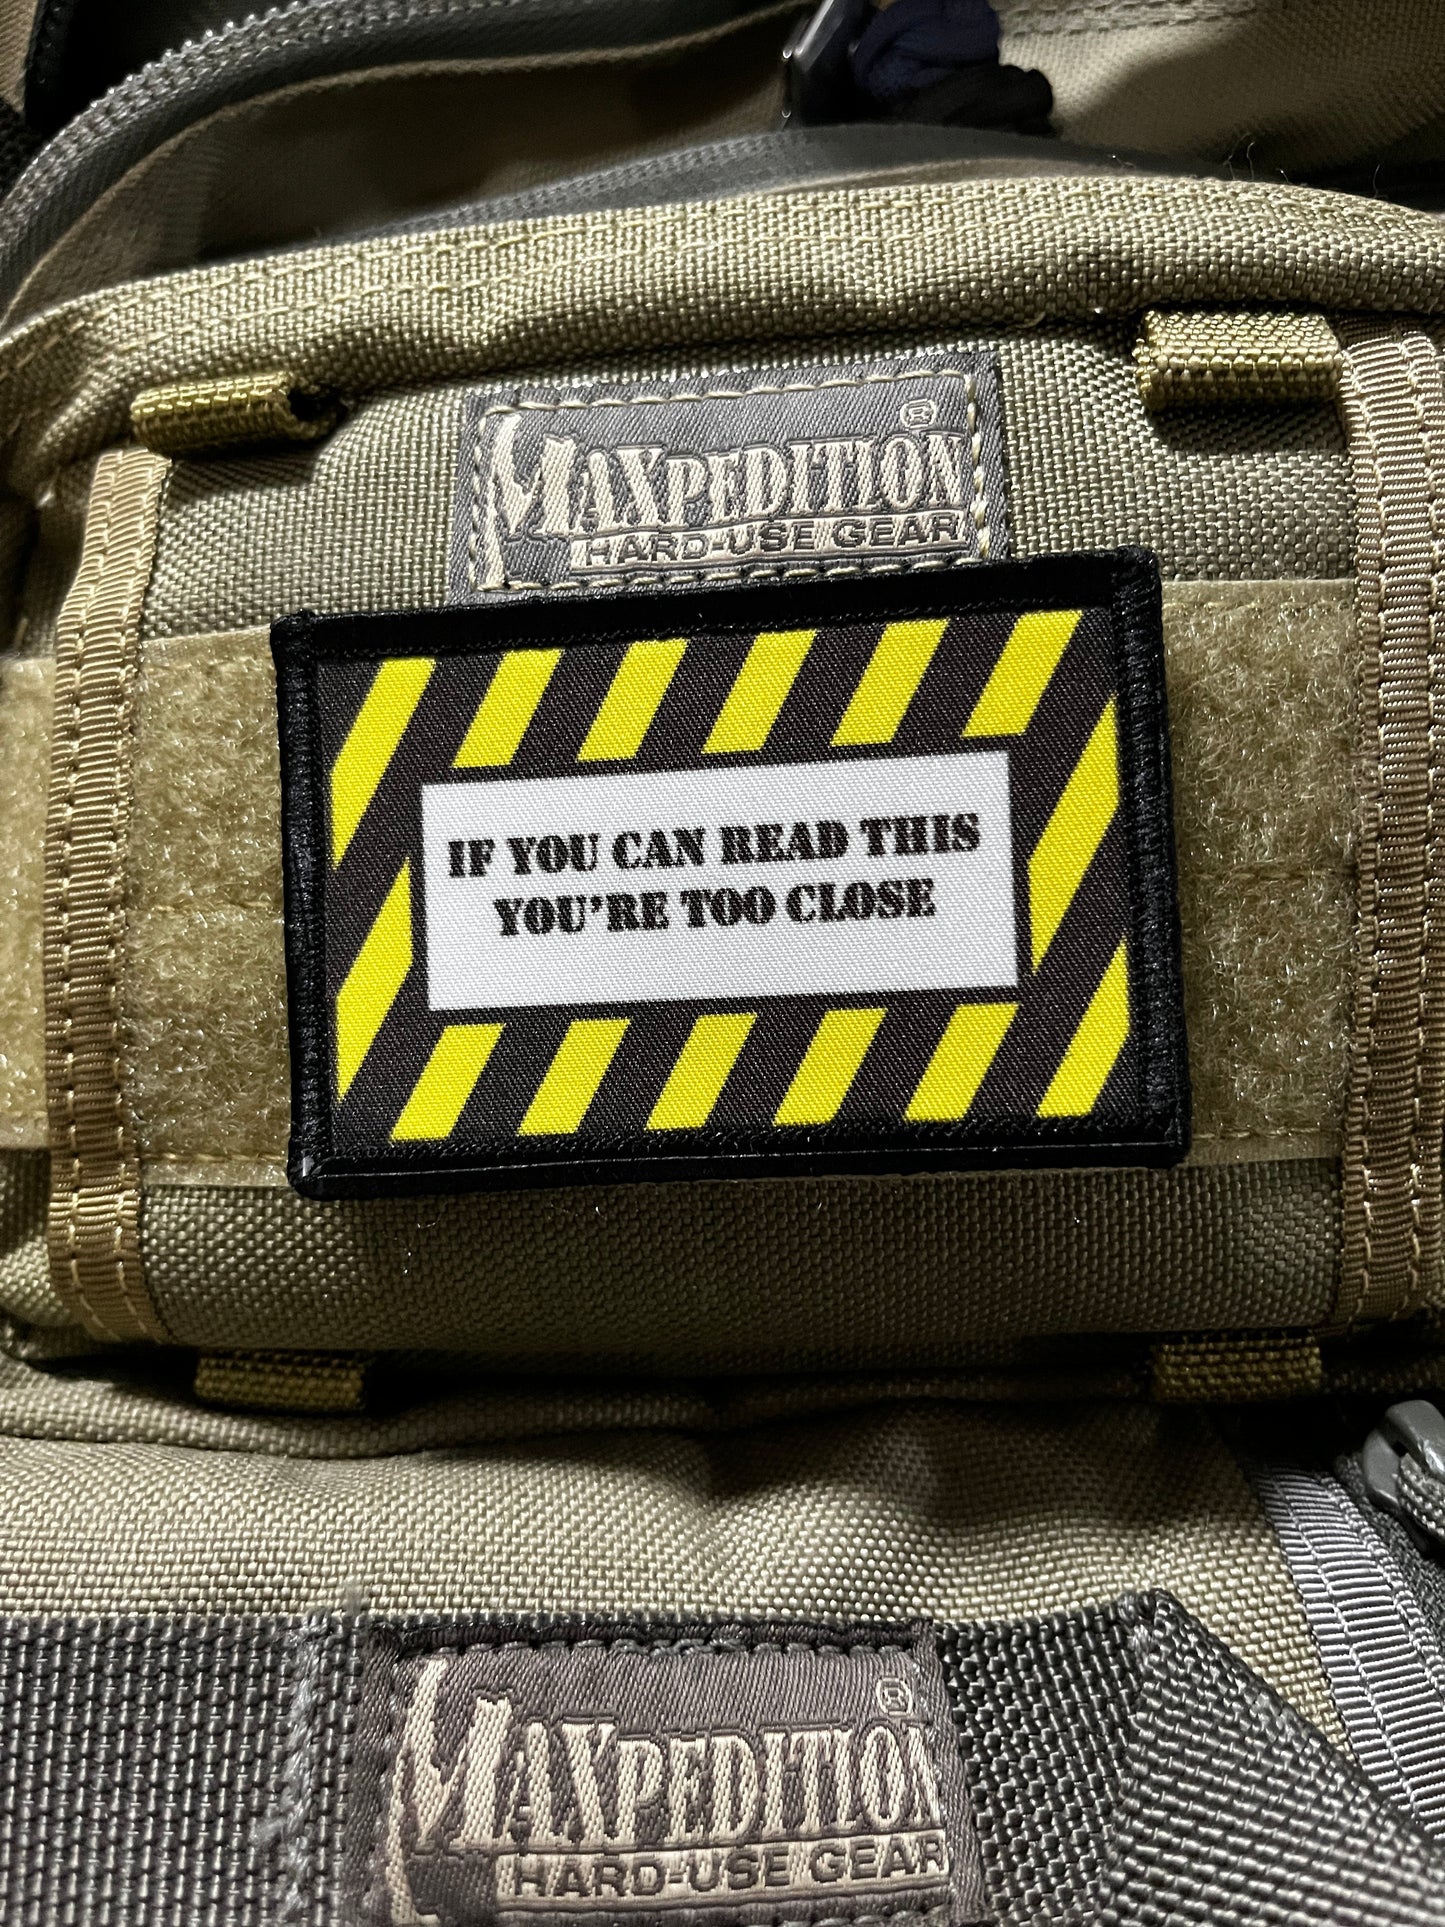 MAXPEDITION®
HARD-USE GEAR
IF YOU CAN READ THIS
YOU'RE TOO CLOSE
MAXPEDITION®
HARD-USE GEAR